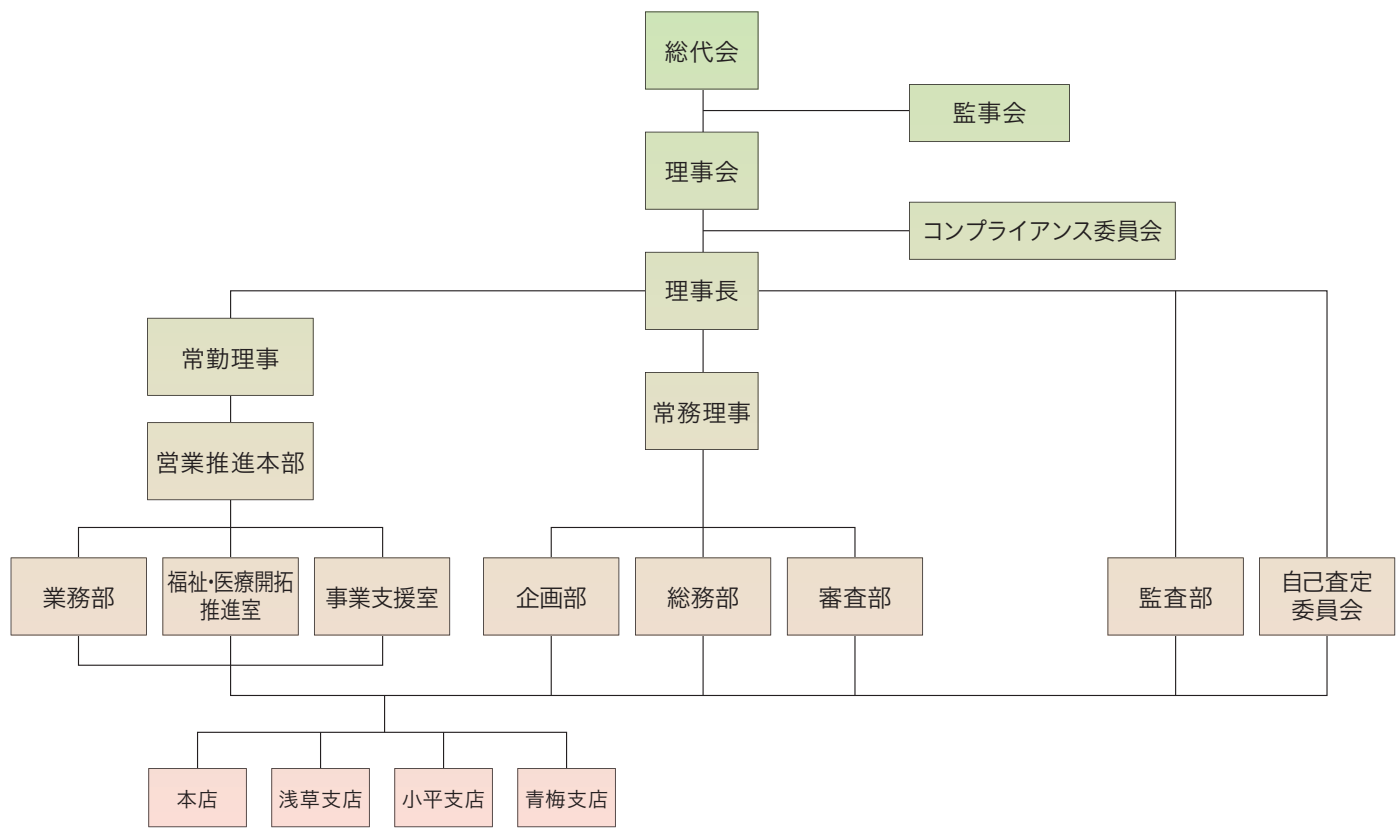 総代会
監事会
理事会
コンプライアンス委員会
理事長
常勤理事
常務理事
営業推進本部
業務部
福祉・医療開拓
推進室
事業支援室
企画部
総務部
審査部
監査部
自己査定
委員会
本店
浅草支店
小平支店
青梅支店